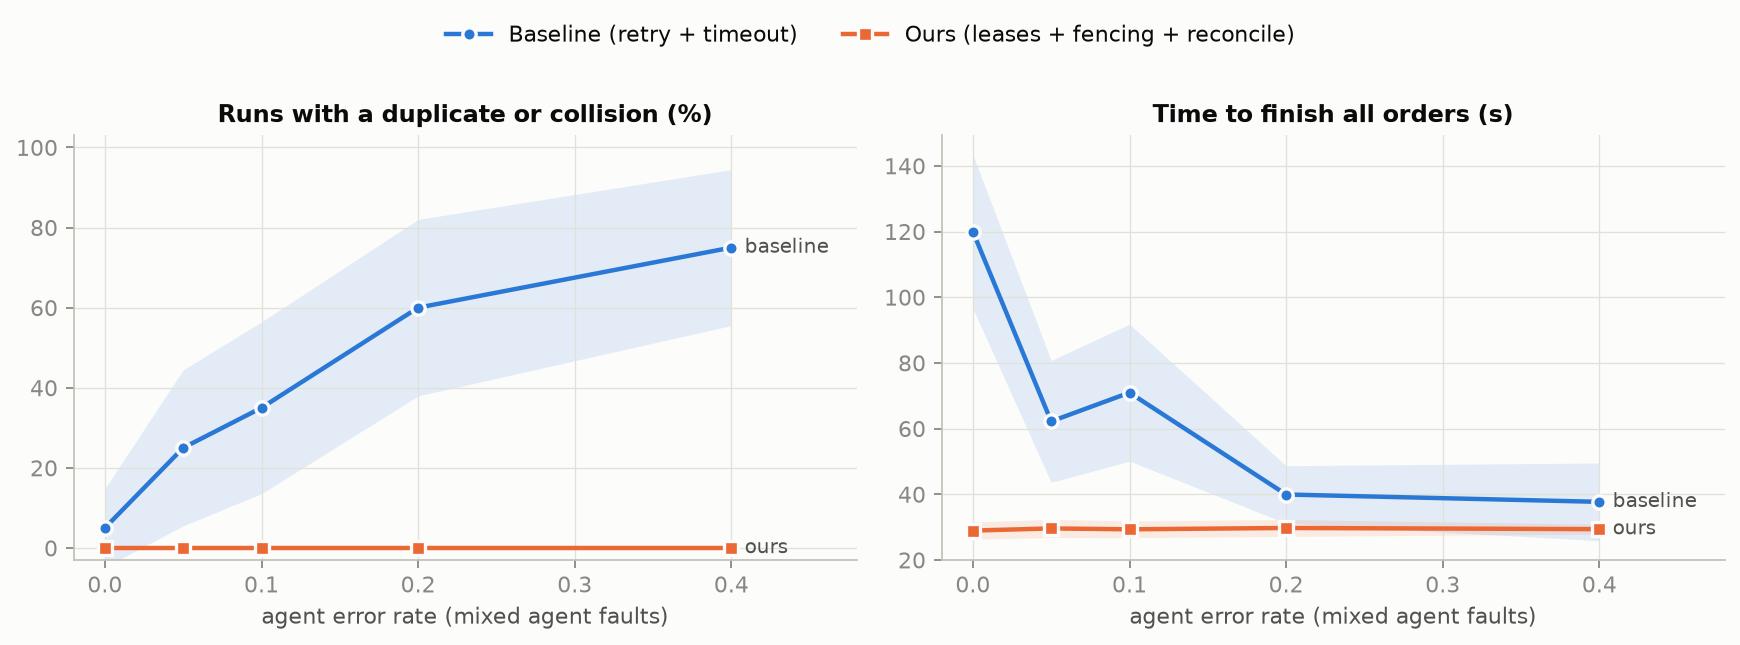 Baseline (retry + timeout)
Ours (leases + fencing + reconcile)
Runs with a duplicate or collision (%)
100
80
60
40
20
0
baseline
ours
0.0
0.1
0.2
0.3
0.4
agent error rate (mixed agent faults)
Time to finish all orders (s)
140
120
100
80
60
40
20
baseline
ours
0.0
0.1
0.2
0.3
0.4
agent error rate (mixed agent faults)